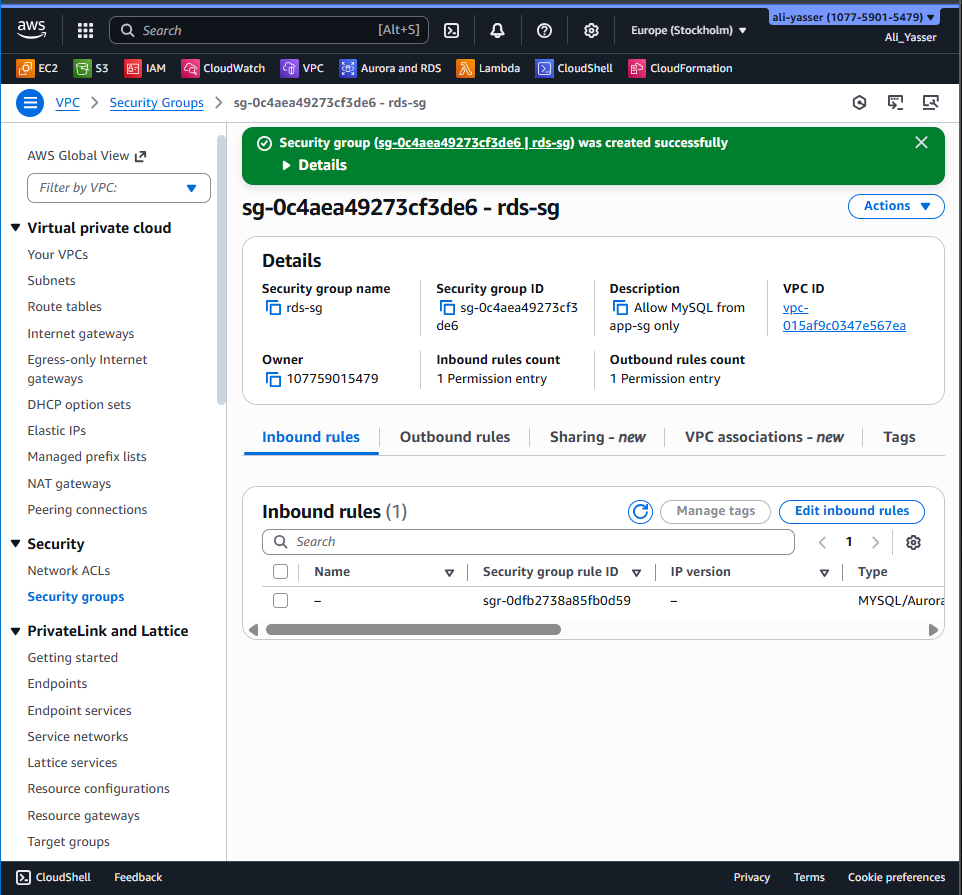 aws
Search [Alt+S]
Europe (Stockholm)
ali-yasser (1077-5901-5479)
Ali_Yasser
EC2 S3 IAM CloudWatch VPC Aurora and RDS Lambda CloudShell CloudFormation
VPC
Security Groups
sg-0c4aea49273cf3de6 - rds-sg
AWS Global View
Filter by VPC:
Virtual private cloud
Your VPCs
Subnets
Route tables
Internet gateways
Egress-only Internet
gateways
DHCP option sets
Elastic IPs
Managed prefix lists
NAT gateways
Peering connections
Security
Network ACLs
Security groups
PrivateLink and Lattice
Getting started
Endpoints
Endpoint services
Service networks
Lattice services
Resource configurations
Resource gateways
Target groups
Security group (sg-0c4aea49273cf3de6 | rds-sg) was created successfully
Details
sg-0c4aea49273cf3de6 - rds-sg
Actions
Details
Security group name
rds-sg
Security group ID
sg-0c4aea49273cf3
de6
Description
Allow MySQL from
app-sg only
VPC ID
vpc-
015af9c0347e567ea
Owner
107759015479
Inbound rules count
1 Permission entry
Outbound rules count
1 Permission entry
Inbound rules
Outbound rules
Sharing - new
VPC associations - new
Tags
Inbound rules (1)
Manage tags
Edit inbound rules
Search
1
Name Security group rule ID IP version Type
– sgr-0dfb2738a85fb0d59 – MYSQL/Aurora
CloudShell Feedback Privacy Terms Cookie preferences